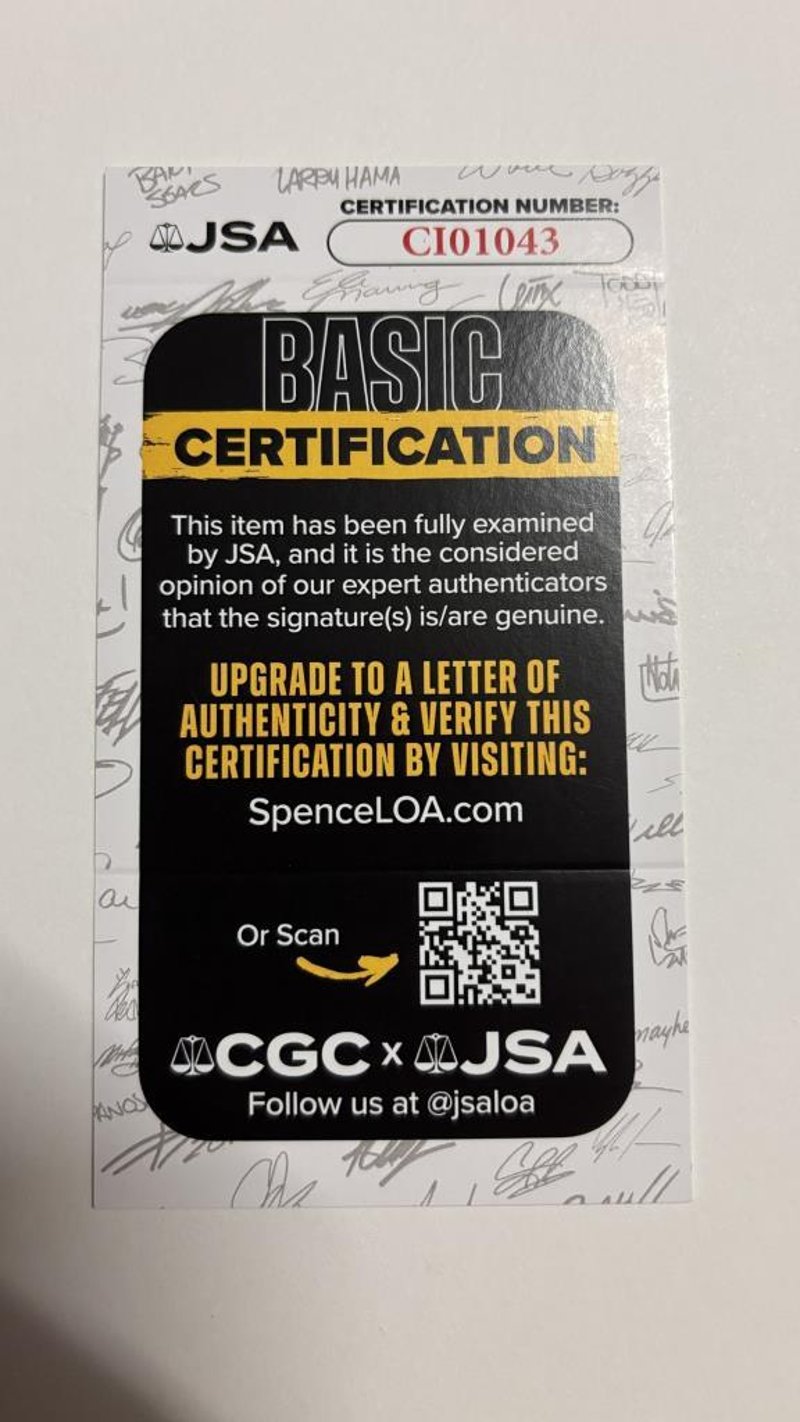 LARRY HAMA
CERTIFICATION NUMBER:
JSA
CI01043
BASIC
CERTIFICATION
This item has been fully examined
by JSA, and it is the considered
opinion of our expert authenticators
that the signature(s) is/are genuine.
UPGRADE TO A LETTER OF
AUTHENTICITY & VERIFY THIS
CERTIFICATION BY VISITING:
SpenceLOA.com
Or Scan
CGC x JSA
Follow us at @jsaloa